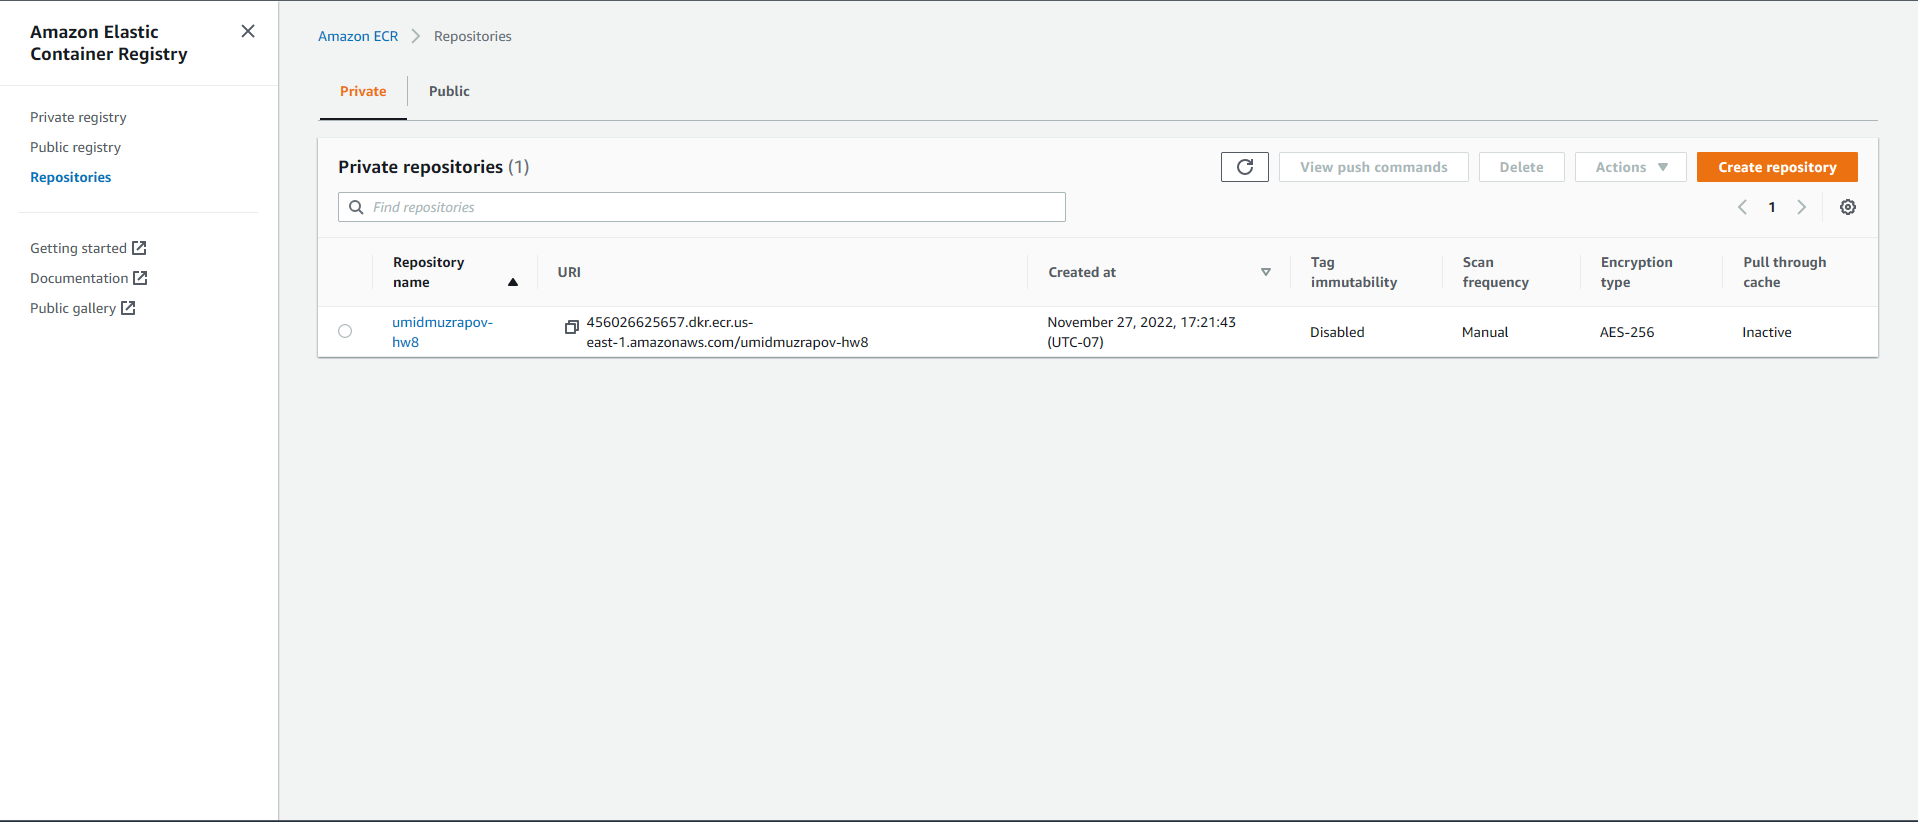 Amazon Elastic
Container Registry
Private registry
Public registry
Repositories
Getting started
Documentation
Public gallery
Amazon ECR
Repositories
Private
Public
Private repositories (1)
View push commands
Delete
Actions
Create repository
Find repositories
1
Repository
name
URI
Created at
Tag
immutability
Scan
frequency
Encryption
type
Pull through
cache
umidmuzrapov-
hw8
456026625657.dkr.ecr.us-
east-1.amazonaws.com/umidmuzrapov-hw8
November 27, 2022, 17:21:43
(UTC-07)
Disabled
Manual
AES-256
Inactive